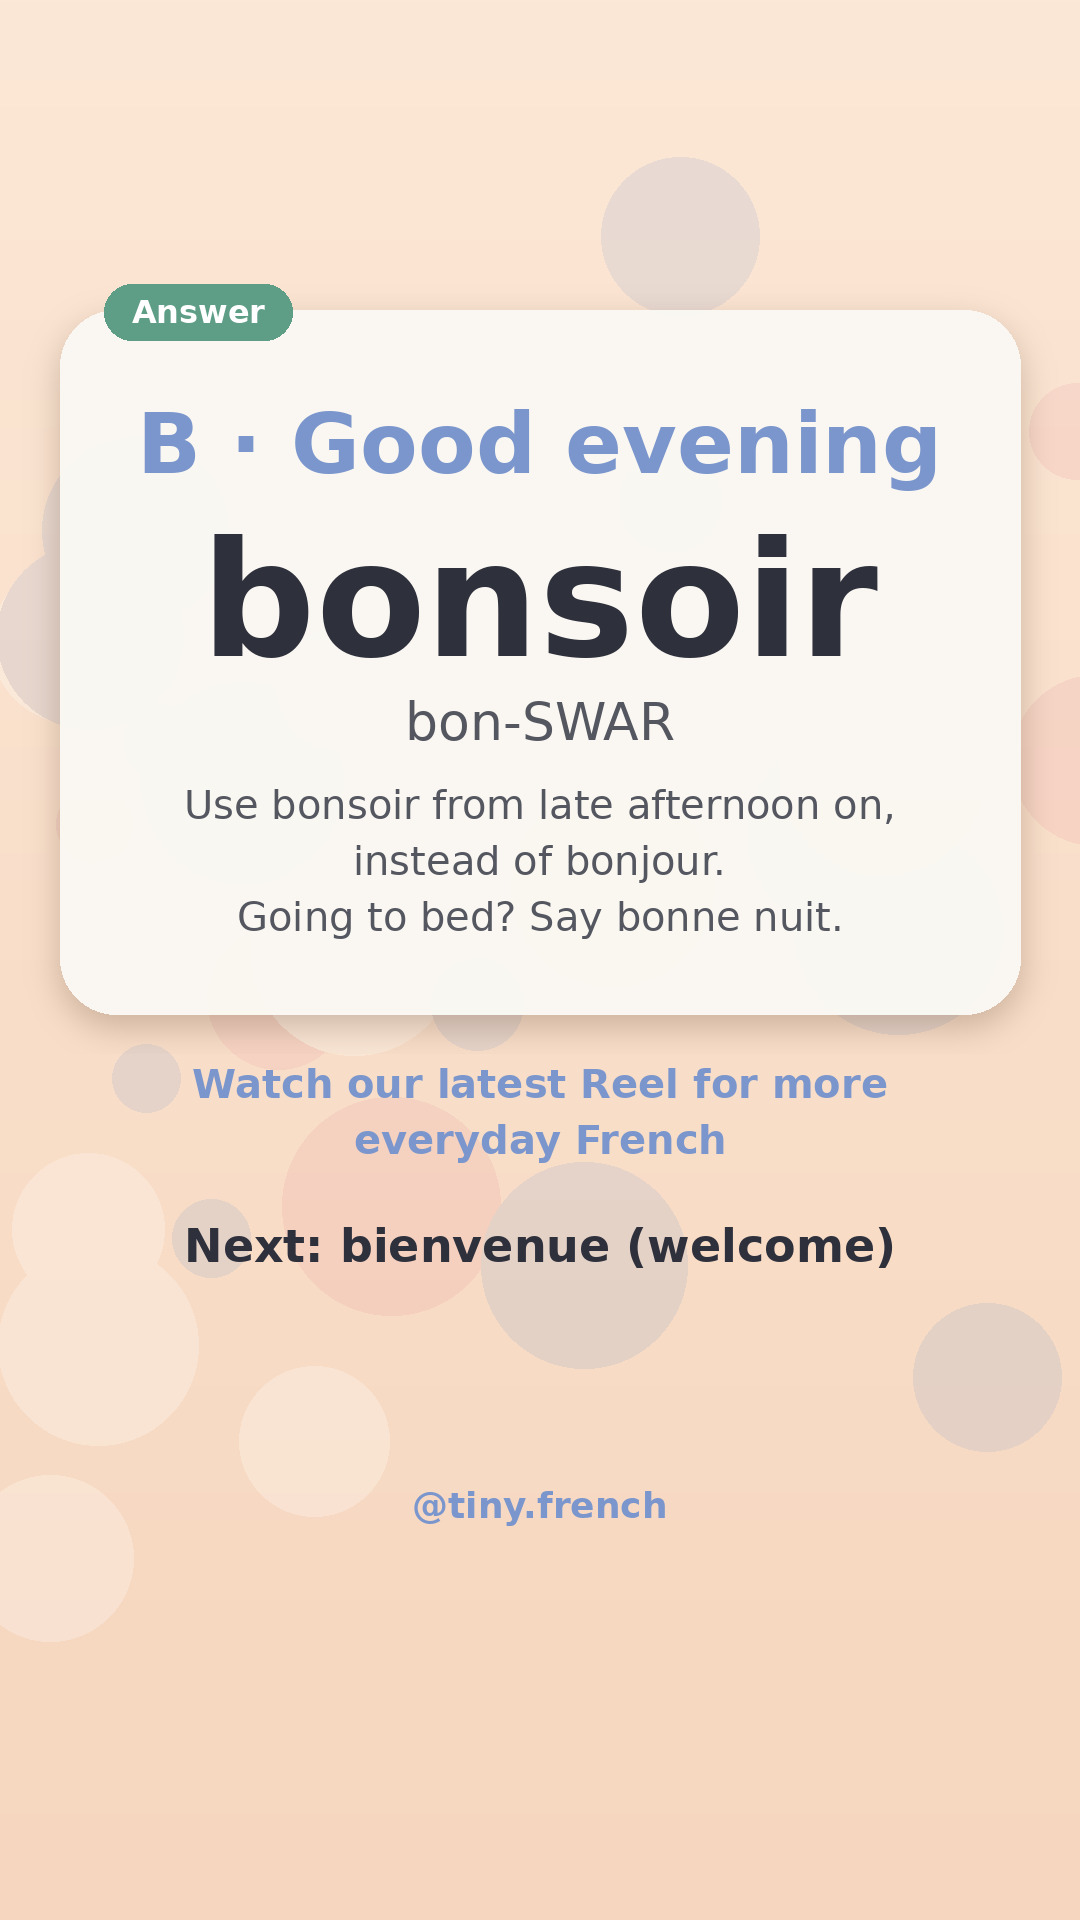 Answer
B · Good evening
bonsoir
bon-SWAR
Use bonsoir from late afternoon on,
instead of bonjour.
Going to bed? Say bonne nuit.
Watch our latest Reel for more
everyday French
Next: bienvenue (welcome)
@tiny.french